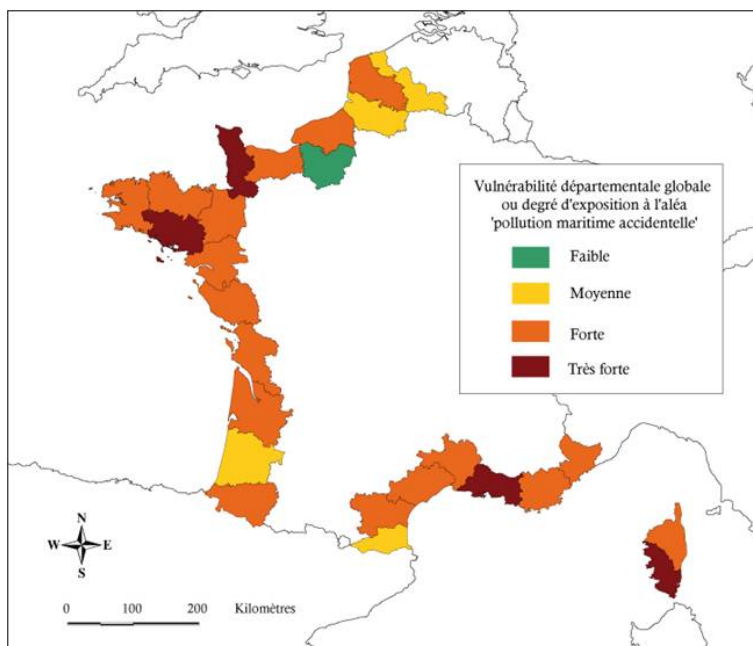 Vulnérabilité départementale globale
ou degré d'exposition à l'aléa
'pollution maritime accidentelle'
Faible
Moyenne
Forte
Très forte
N
W E
S
0 100 200 Kilomètres